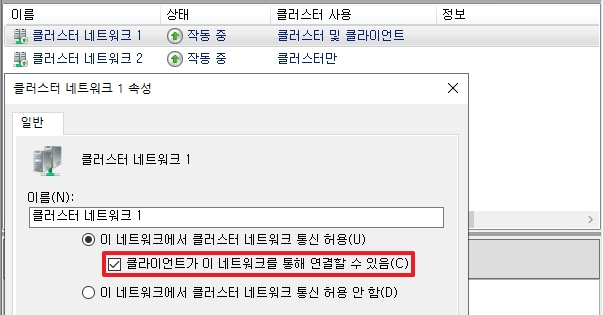 이름 상태 클러스터 사용 정보
클러스터 네트워크 1 작동 중 클러스터 및 클라이언트
클러스터 네트워크 2 작동 중 클러스터만
클러스터 네트워크 1 속성
일반
클러스터 네트워크 1
이름(N):
클러스터 네트워크 1
이 네트워크에서 클러스터 네트워크 통신 허용(U)
클라이언트가 이 네트워크를 통해 연결할 수 있음(C)
이 네트워크에서 클러스터 네트워크 통신 허용 안 함(D)